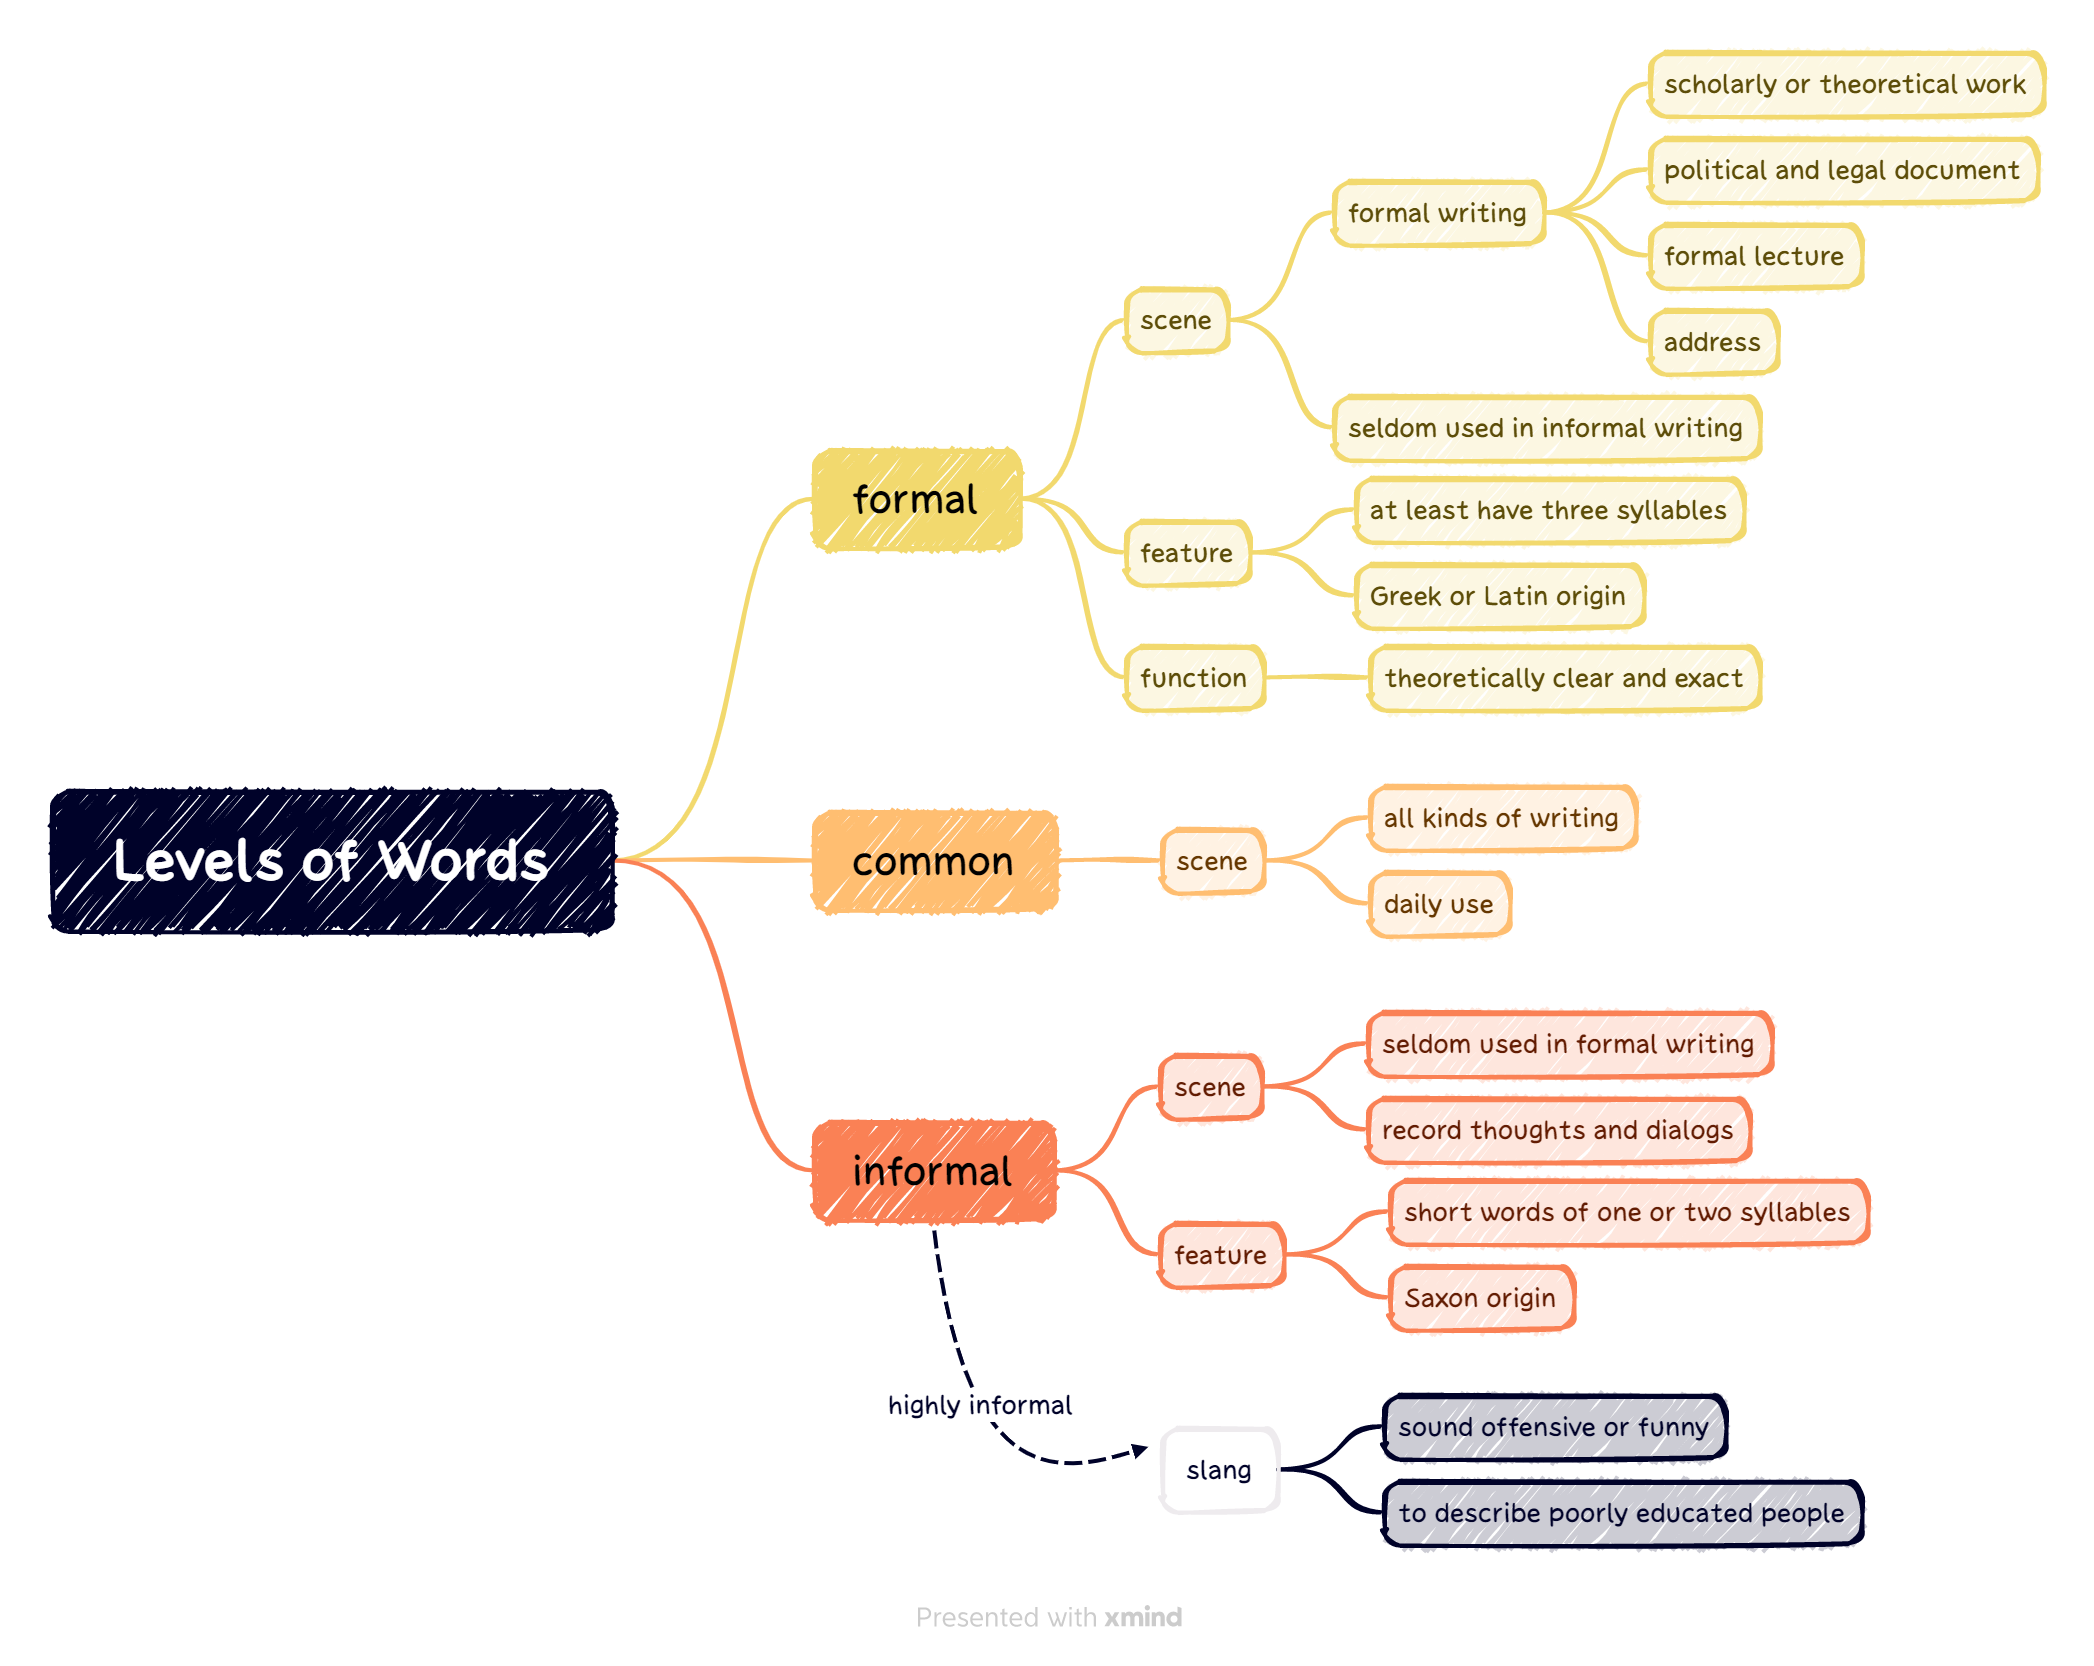 Levels of Words
formal
scene
formal writing
scholarly or theoretical work
political and legal document
formal lecture
address
seldom used in informal writing
feature
at least have three syllables
Greek or Latin origin
function
theoretically clear and exact
common
scene
all kinds of writing
daily use
informal
scene
seldom used in formal writing
record thoughts and dialogs
feature
short words of one or two syllables
Saxon origin
highly informal
slang
sound offensive or funny
to describe poorly educated people
Presented with xmind